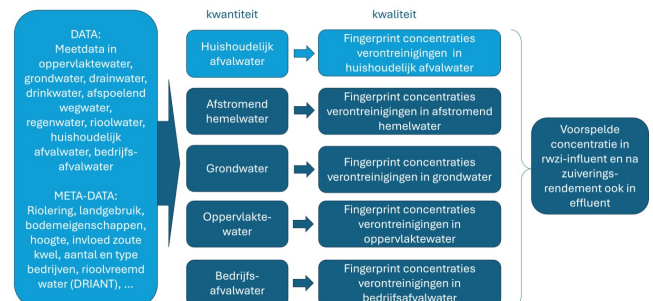 kwantiteit
kwaliteit
DATA:
Meetdata in
oppervlaktewater,
grondwater, drainwater,
drinkwater, afspoelend
wegwater,
regenwater, rioolwater,
huishoudelijk
afvalwater, bedrijfs-
afvalwater
META-DATA:
Riolering, landgebruik,
bodemeigenschappen,
hoogte, invloed zoute
kwel, aantal en type
bedrijven, rioolvreemd
water (DRIANT), ...
Huishoudelijk
afvalwater
Fingerprint concentraties
verontreinigingen in
huishoudelijk afvalwater
Afstromend
hemelwater
Fingerprint concentraties
verontreinigingen in afstromend
hemelwater
Grondwater
Fingerprint concentraties
verontreinigingen in grondwater
Oppervlakte-
water
Fingerprint concentraties
verontreinigingen in
oppervlaktewater
Bedrijfs-
afvalwater
Fingerprint concentraties
verontreinigingen in
bedrijfsafvalwater
Voorspelde
concentratie in
rwzi-influent en na
zuiverings-
rendement ook in
effluent